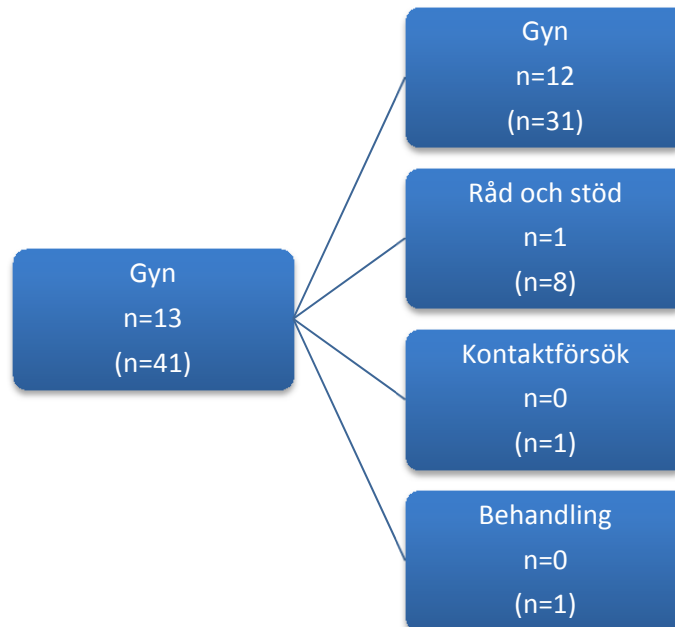 Gyn
n=13
(n=41)
Gyn
n=12
(n=31)
Råd och stöd
n=1
(n=8)
Kontaktförsök
n=0
(n=1)
Behandling
n=0
(n=1)